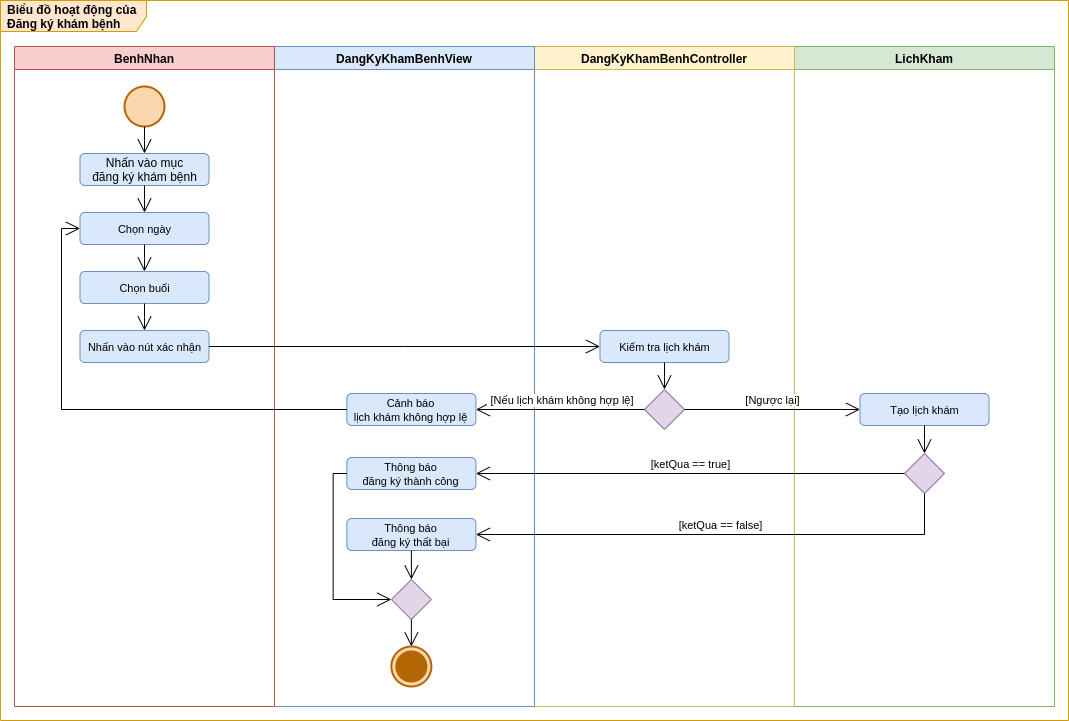 Biểu đồ hoạt động của
Đăng ký khám bệnh
BenhNhan
DangKyKhamBenhView
DangKyKhamBenhController
LichKham
Nhấn vào mục
đăng ký khám bệnh
Chọn ngày
Chọn buổi
Nhấn vào nút xác nhận
Kiểm tra lịch khám
Cảnh báo
lịch khám không hợp lệ
[Nếu lịch khám không hợp lệ]
[Ngược lại]
Tạo lịch khám
Thông báo
đăng ký thành công
[ketQua == true]
Thông báo
đăng ký thất bại
[ketQua == false]